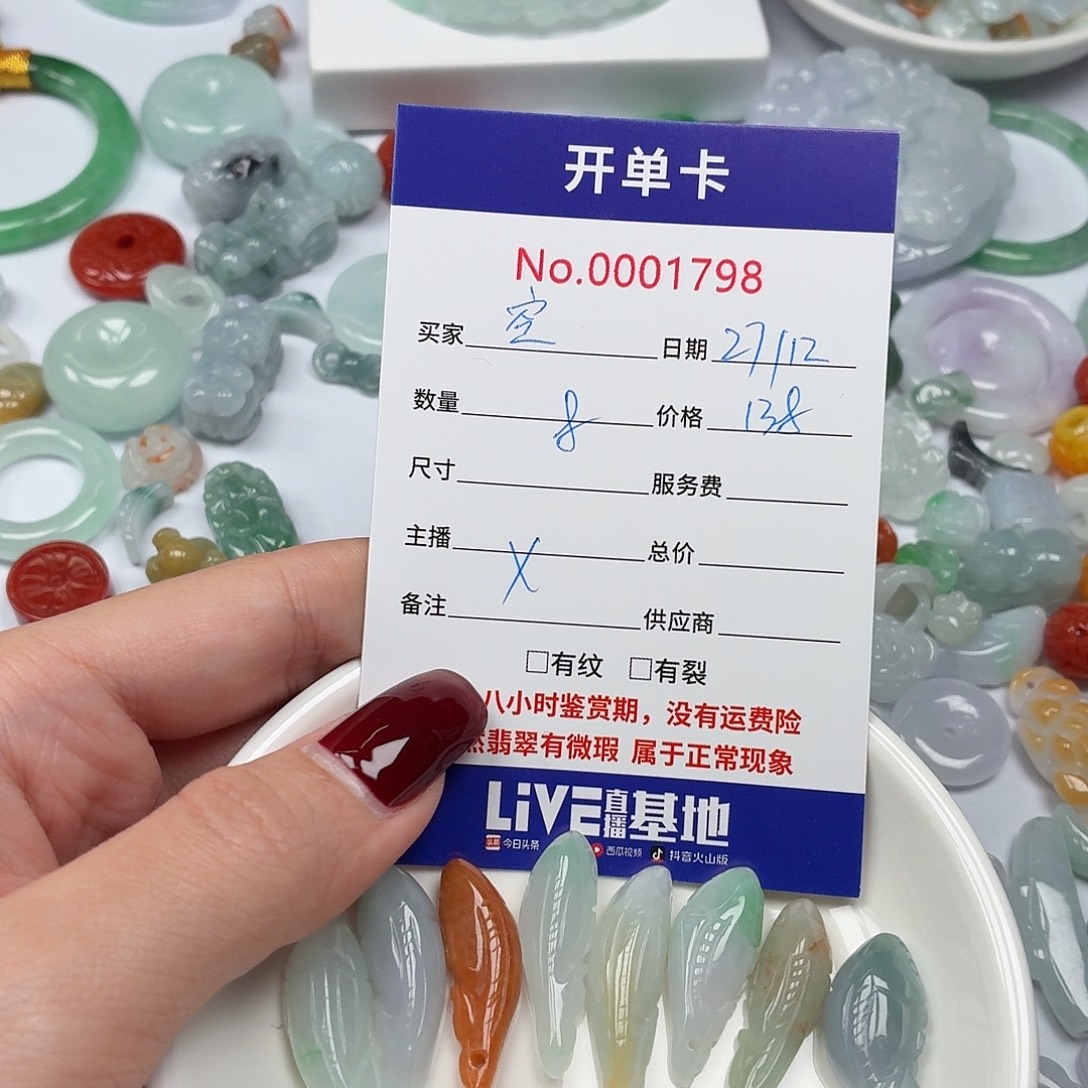 开单卡
No.0001798
买家 空 日期 27/12
数量 8 价格 138
尺寸 服务费
主播 X 总价
备注 供应商
□有纹 □有裂
八小时鉴赏期，没有运费险
然翡翠有微瑕 属于正常现象
LiVE直播基地
头条 今日头条 西瓜视频 抖音火山版